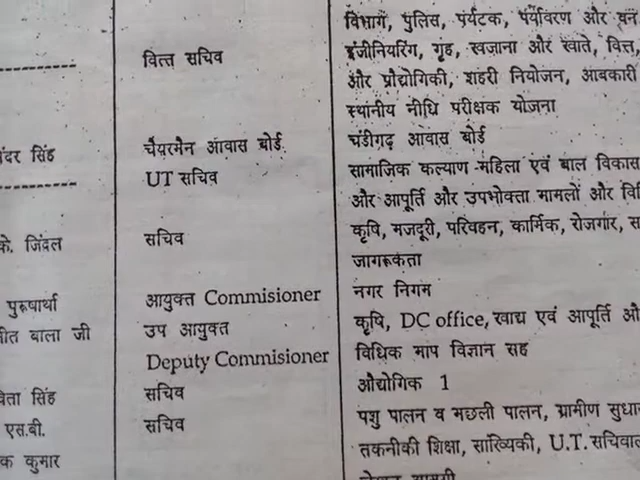 विभाग, पुलिस, पर्यटक, पर्यावरण और वन
वित्त सचिव इंजीनियरिंग, गृह, खज़ाना और खाते, वित्त,
और प्रौद्योगिकी, शहरी नियोजन, आबकारी
स्थानीय नीधि परीक्षक योजना
ंदर सिंह चैयरमैन आवास बोर्ड. चंडीगढ़ आवास बोर्ड
UT सचिव सामाजिक कल्याण-महिला एवं बाल विकास
और आपूर्ति और उपभोक्ता मामलों और वि
के. जिंदल सचिव कृषि, मजदूरी, परिवहन, कार्मिक, रोजगार, स
जागरूकता
पुरूषार्था आयुक्त Commisioner नगर निगम
ीत बाला जी उप आयुक्त कृषि, DC office, खाद्य एवं आपूर्ति औ
Deputy Commisioner विधिक माप विज्ञान सह
िता सिंह सचिव औद्योगिक 1
एस.बी. सचिव पशु पालन व मछली पालन, ग्रामीण सुधा
क कुमार तकनीकी शिक्षा, सांख्यिकी, U.T. सचिवाल